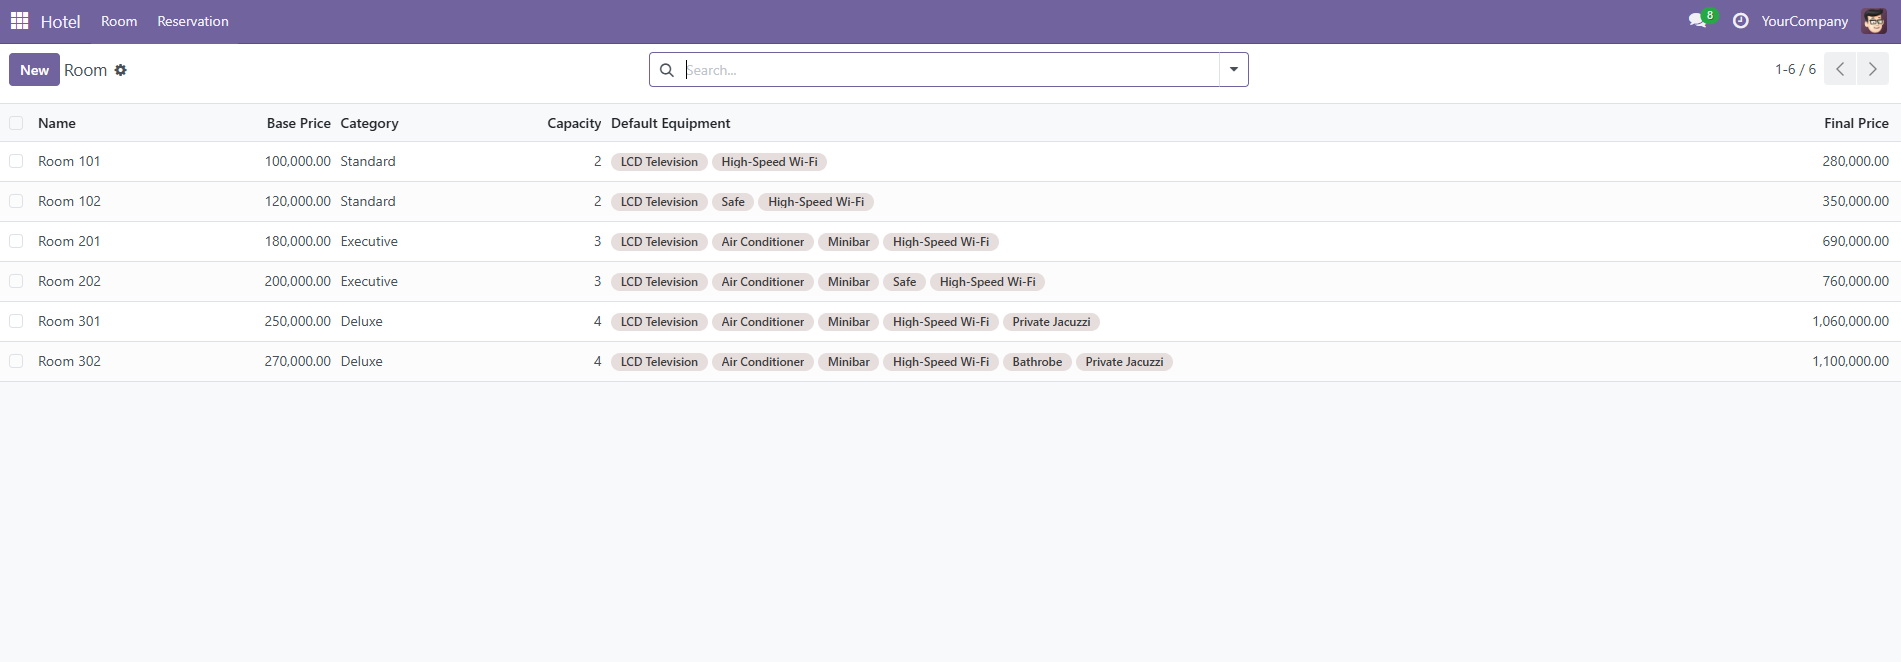 Hotel Room Reservation 8 YourCompany
New Room Search... 1-6 / 6
Name Base Price Category Capacity Default Equipment Final Price
Room 101 100,000.00 Standard 2 LCD Television High-Speed Wi-Fi 280,000.00
Room 102 120,000.00 Standard 2 LCD Television Safe High-Speed Wi-Fi 350,000.00
Room 201 180,000.00 Executive 3 LCD Television Air Conditioner Minibar High-Speed Wi-Fi 690,000.00
Room 202 200,000.00 Executive 3 LCD Television Air Conditioner Minibar Safe High-Speed Wi-Fi 760,000.00
Room 301 250,000.00 Deluxe 4 LCD Television Air Conditioner Minibar High-Speed Wi-Fi Private Jacuzzi 1,060,000.00
Room 302 270,000.00 Deluxe 4 LCD Television Air Conditioner Minibar High-Speed Wi-Fi Bathrobe Private Jacuzzi 1,100,000.00